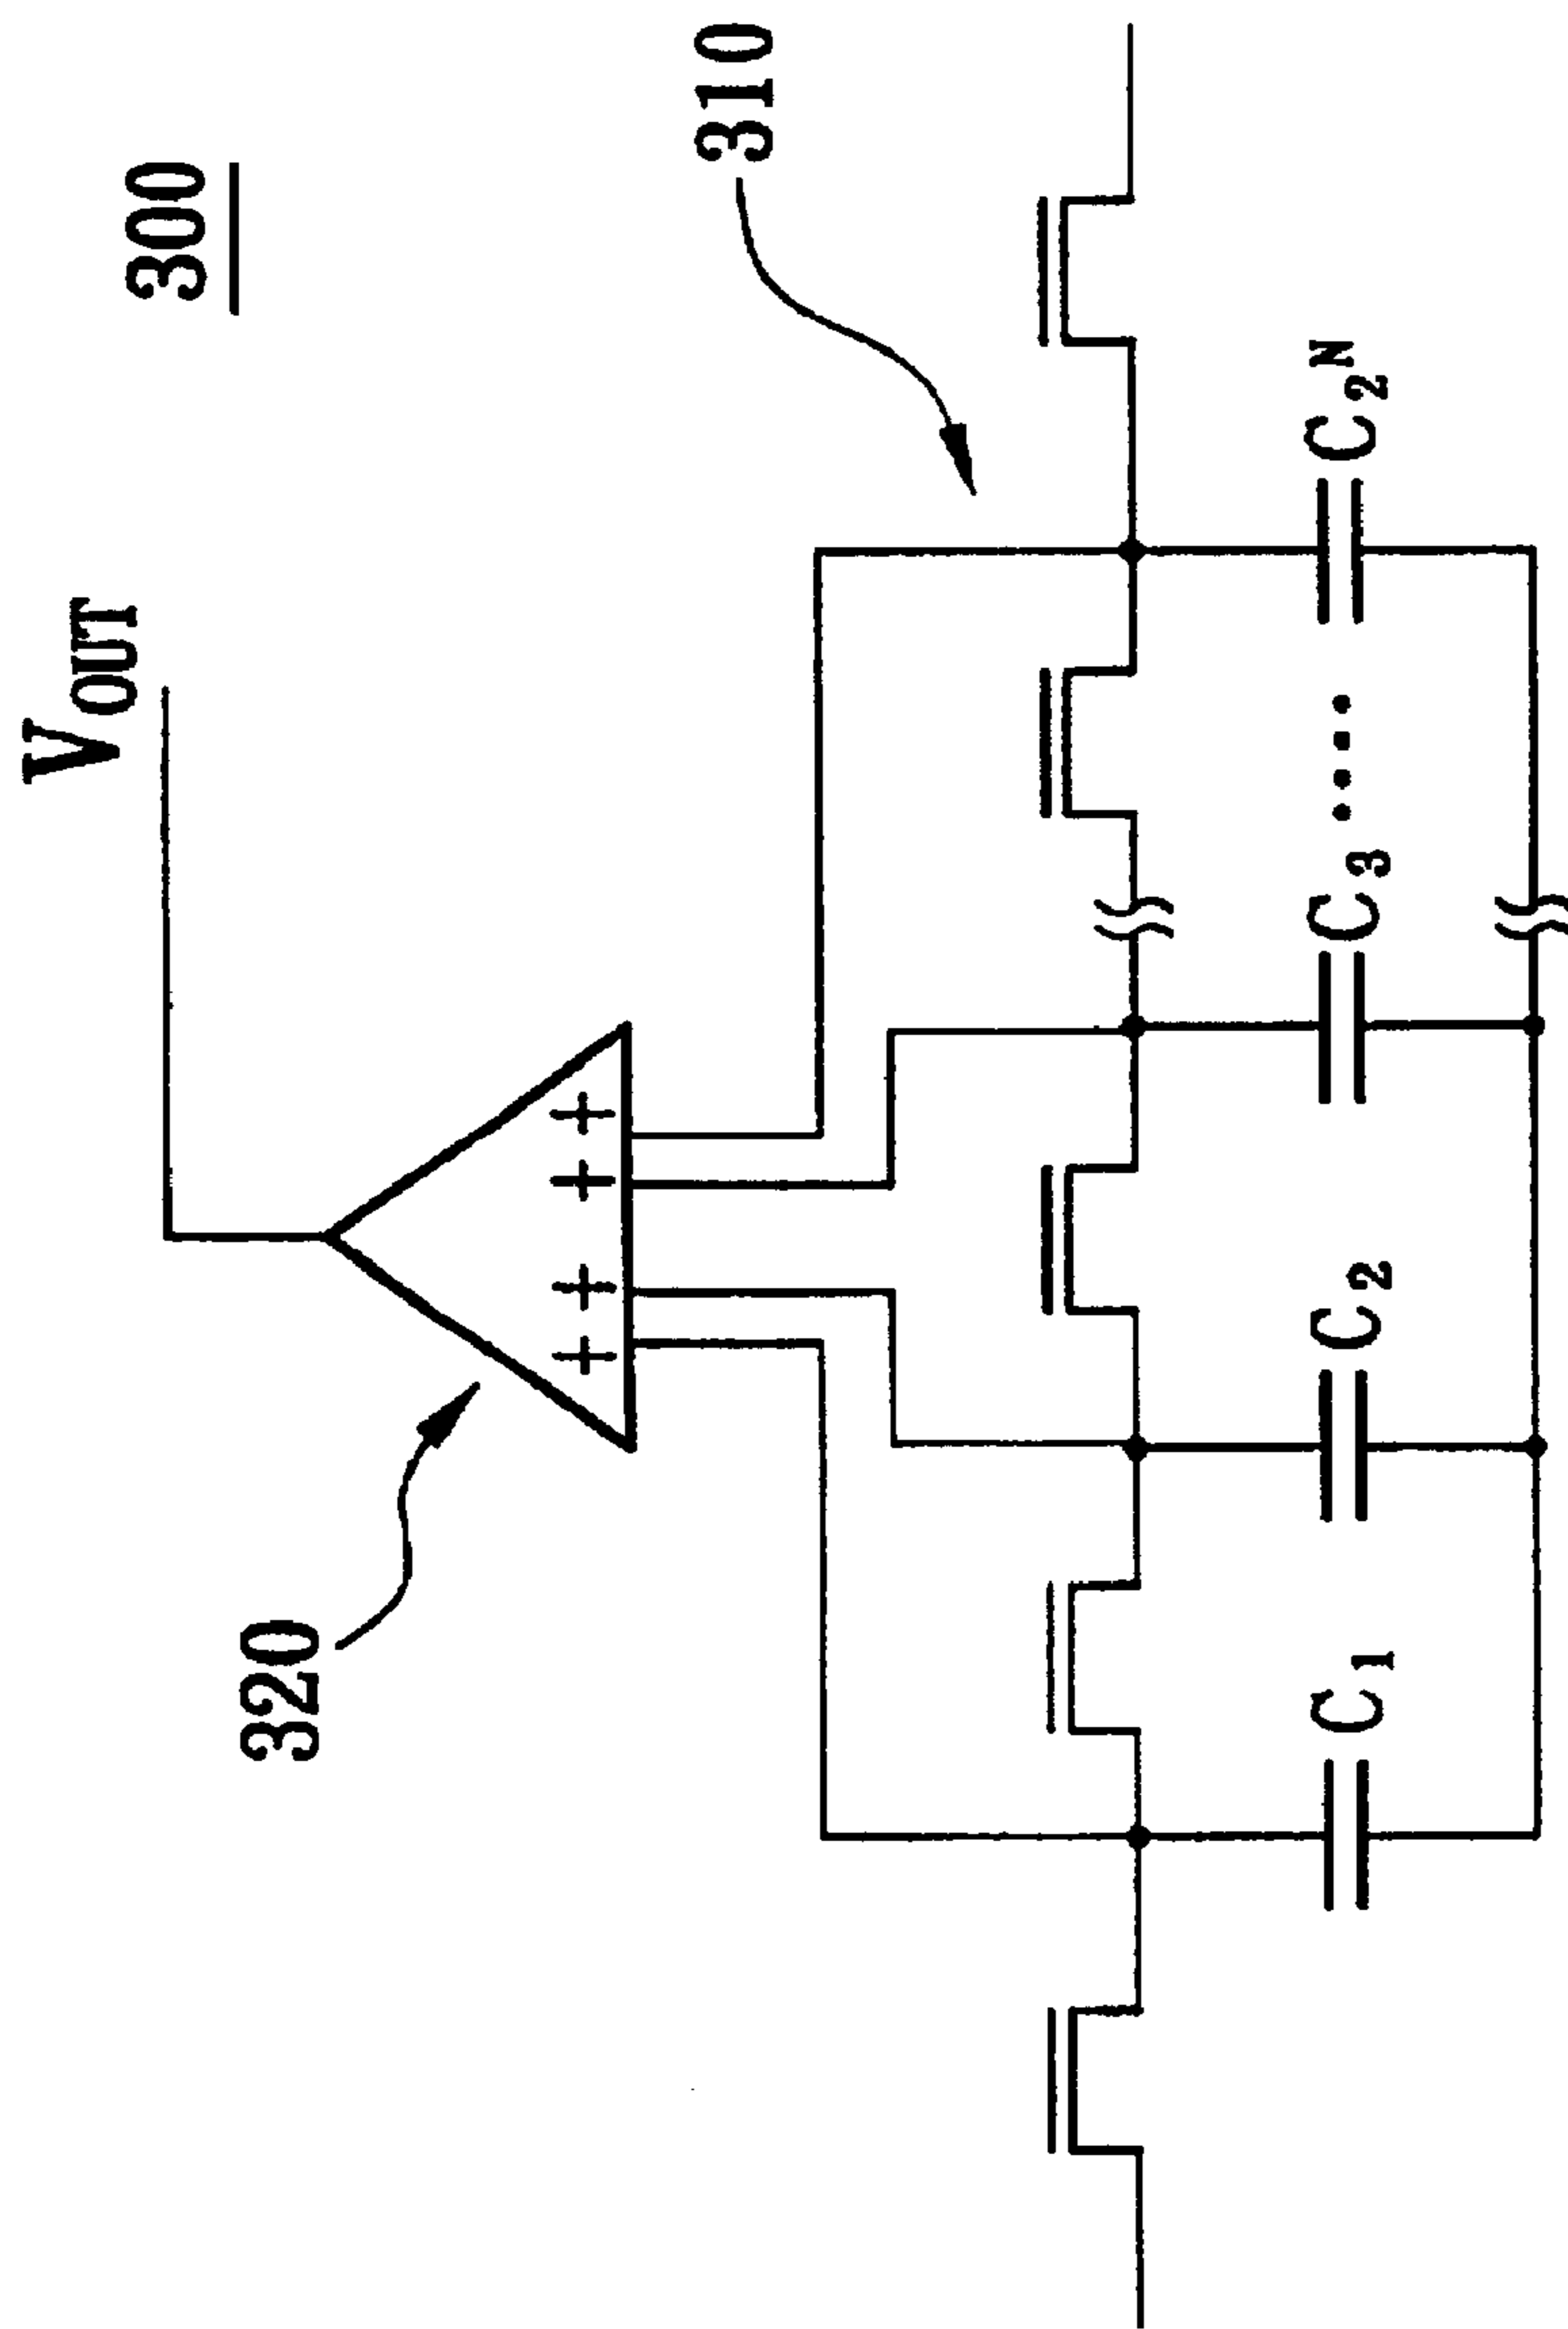 300
V_OUT
320
310
+ + + +
C_1 C_2 C_3 .... C_2^N